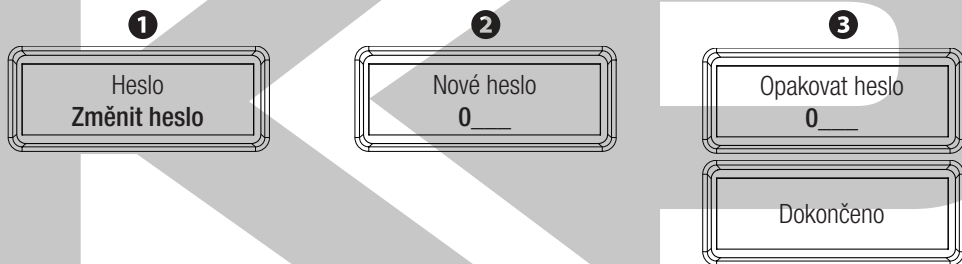 1
Heslo
Změnit heslo
2
Nové heslo
0___
3
Opakovat heslo
0___
Dokončeno